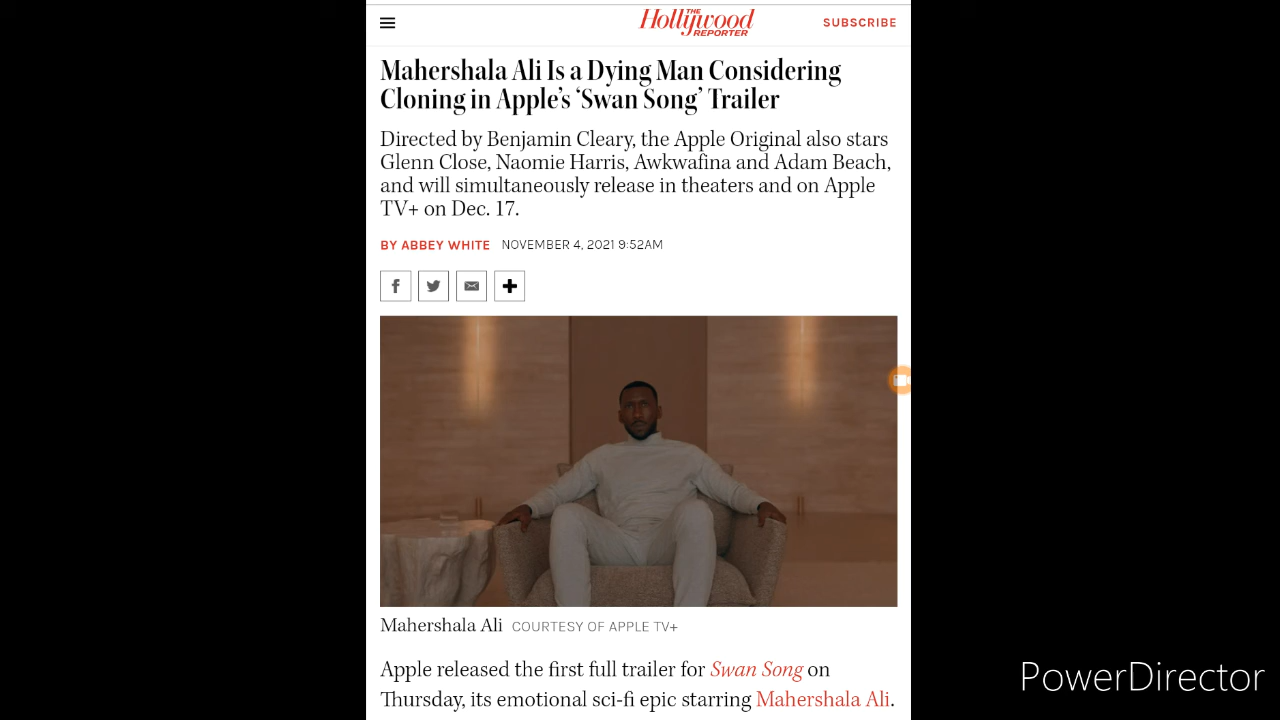 THE
Hollywood
REPORTER
SUBSCRIBE
Mahershala Ali Is a Dying Man Considering
Cloning in Apple’s ‘Swan Song’ Trailer
Directed by Benjamin Cleary, the Apple Original also stars
Glenn Close, Naomie Harris, Awkwafina and Adam Beach,
and will simultaneously release in theaters and on Apple
TV+ on Dec. 17.
BY ABBEY WHITE NOVEMBER 4, 2021 9:52AM
Mahershala Ali COURTESY OF APPLE TV+
Apple released the first full trailer for Swan Song on
Thursday, its emotional sci-fi epic starring Mahershala Ali.
PowerDirector